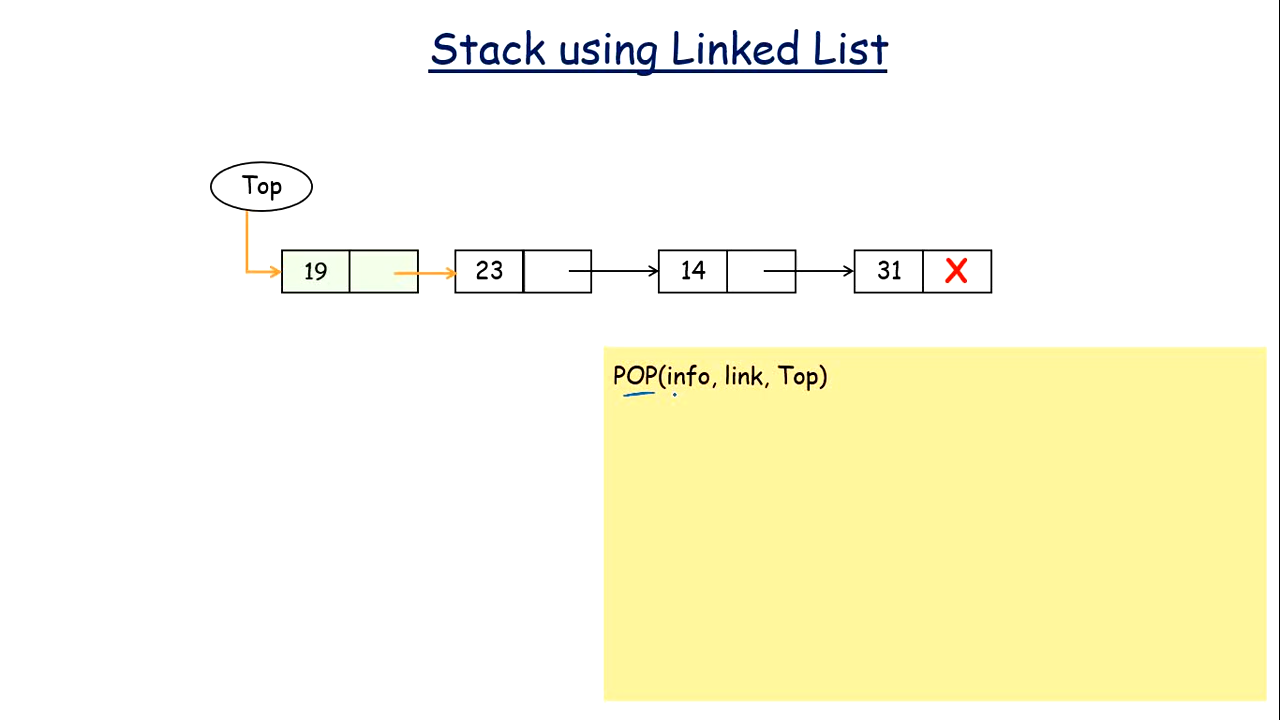 Stack using Linked List
Top
19 23 14 31 X
POP(info, link, Top)